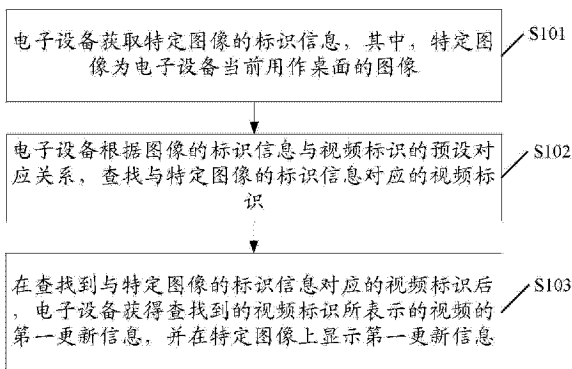 电子设备获取特定图像的标识信息，其中，特定图
像为电子设备当前用作桌面的图像
S101
电子设备根据图像的标识信息与视频标识的预设对
应关系，查找与特定图像的标识信息对应的视频标
识
S102
在查找到与特定图像的标识信息对应的视频标识后
，电子设备获得查找到的视频标识所表示的视频的
第一更新信息，并在特定图像上显示第一更新信息
S103